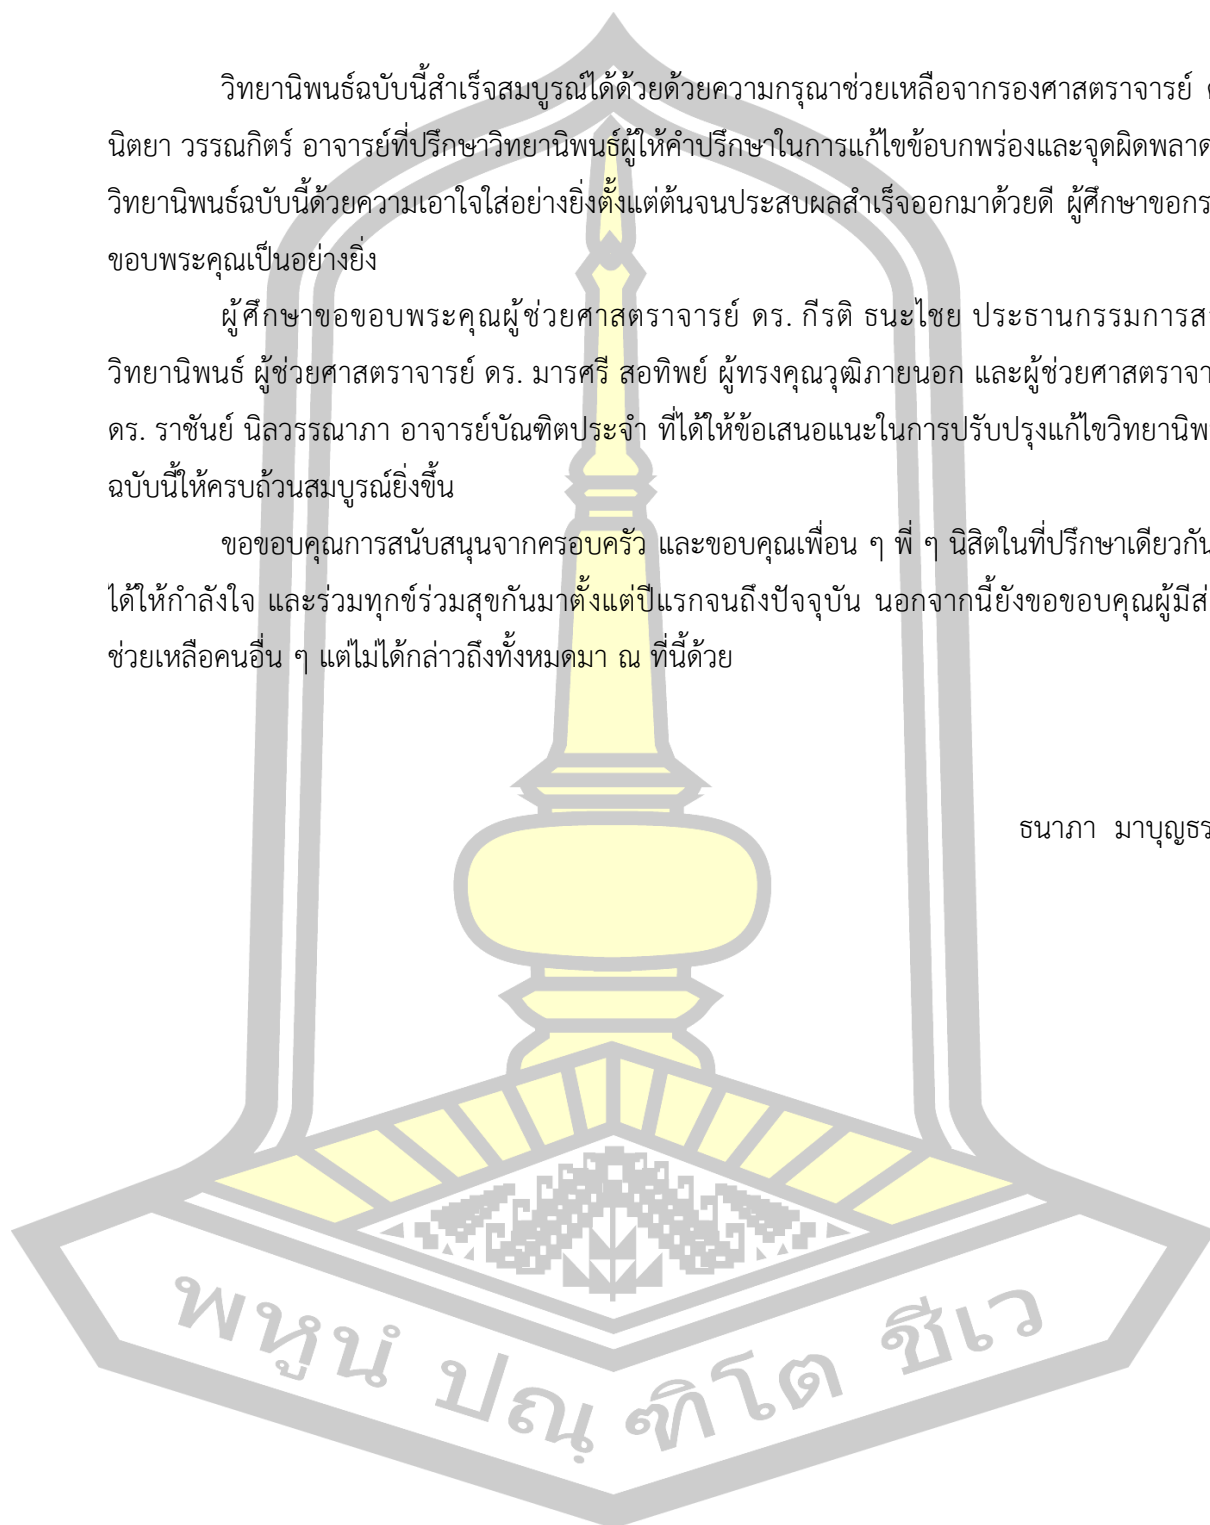 วิทยานิพนธ์ฉบับนี้สำเร็จสมบูรณ์ได้ด้วยด้วยความกรุณาช่วยเหลือจากรองศาสตราจารย์
นิตยา วรรณกิตร์ อาจารย์ที่ปรึกษาวิทยานิพนธ์ผู้ให้คำปรึกษาในการแก้ไขข้อบกพร่องและจุดผิดพลาด
วิทยานิพนธ์ฉบับนี้ด้วยความเอาใจใส่อย่างยิ่งตั้งแต่ต้นจนประสบผลสำเร็จออกมาด้วยดี ผู้ศึกษาขอกร
ขอบพระคุณเป็นอย่างยิ่ง
ผู้ศึกษาขอขอบพระคุณผู้ช่วยศาสตราจารย์ ดร. กีรติ ธนะไชย ประธานกรรมการสอ
วิทยานิพนธ์ ผู้ช่วยศาสตราจารย์ ดร. มารศรี สอทิพย์ ผู้ทรงคุณวุฒิภายนอก และผู้ช่วยศาสตราจา
ดร. ราชันย์ นิลวรรณาภา อาจารย์บัณฑิตประจำ ที่ได้ให้ข้อเสนอแนะในการปรับปรุงแก้ไขวิทยานิพ
ฉบับนี้ให้ครบถ้วนสมบูรณ์ยิ่งขึ้น
ขอขอบคุณการสนับสนุนจากครอบครัว และขอบคุณเพื่อน ๆ พี่ ๆ นิสิตในที่ปรึกษาเดียวกัน
ได้ให้กำลังใจ และร่วมทุกข์ร่วมสุขกันมาตั้งแต่ปีแรกจนถึงปัจจุบัน นอกจากนี้ยังขอขอบคุณผู้มีส่
ช่วยเหลือคนอื่น ๆ แต่ไม่ได้กล่าวถึงทั้งหมดมา ณ ที่นี้ด้วย
ธนาภา มาบุญธร
พหูนํ ปณฺฑิโต ชีเว